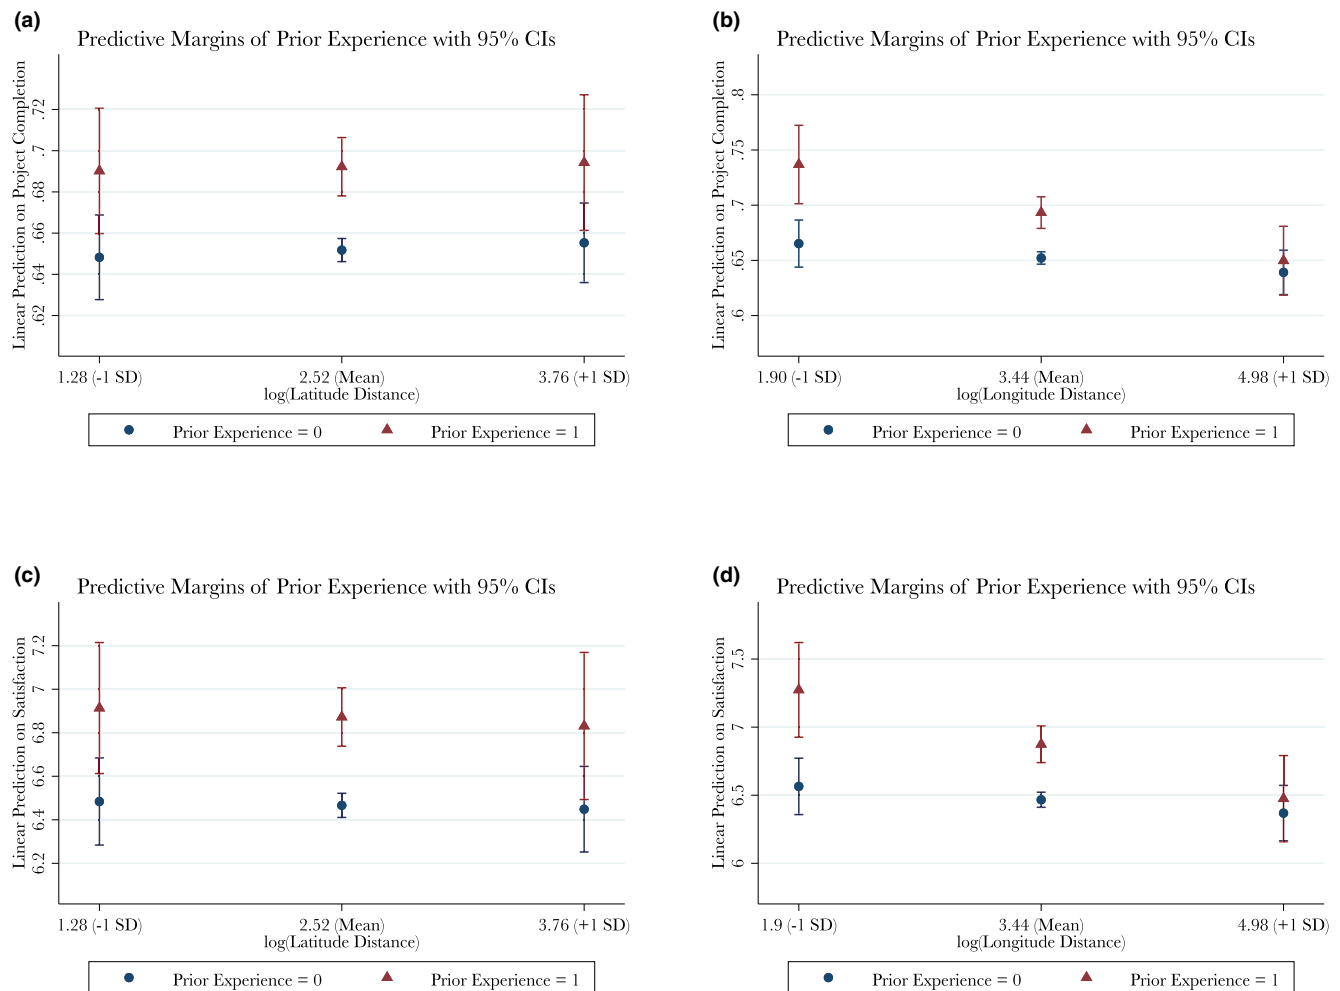 (a)
Predictive Margins of Prior Experience with 95% CIs
Linear Prediction on Project Completion
.72
.7
.68
.66
.64
.62
1.28 (-1 SD) 2.52 (Mean) 3.76 (+1 SD)
log(Latitude Distance)
Prior Experience = 0 Prior Experience = 1
(b)
Predictive Margins of Prior Experience with 95% CIs
Linear Prediction on Project Completion
.8
.75
.7
.65
.6
1.90 (-1 SD) 3.44 (Mean) 4.98 (+1 SD)
log(Longitude Distance)
Prior Experience = 0 Prior Experience = 1
(c)
Predictive Margins of Prior Experience with 95% CIs
Linear Prediction on Satisfaction
7.2
7
6.8
6.6
6.4
6.2
1.28 (-1 SD) 2.52 (Mean) 3.76 (+1 SD)
log(Latitude Distance)
Prior Experience = 0 Prior Experience = 1
(d)
Predictive Margins of Prior Experience with 95% CIs
Linear Prediction on Satisfaction
7.5
7
6.5
6
1.9 (-1 SD) 3.44 (Mean) 4.98 (+1 SD)
log(Longitude Distance)
Prior Experience = 0 Prior Experience = 1